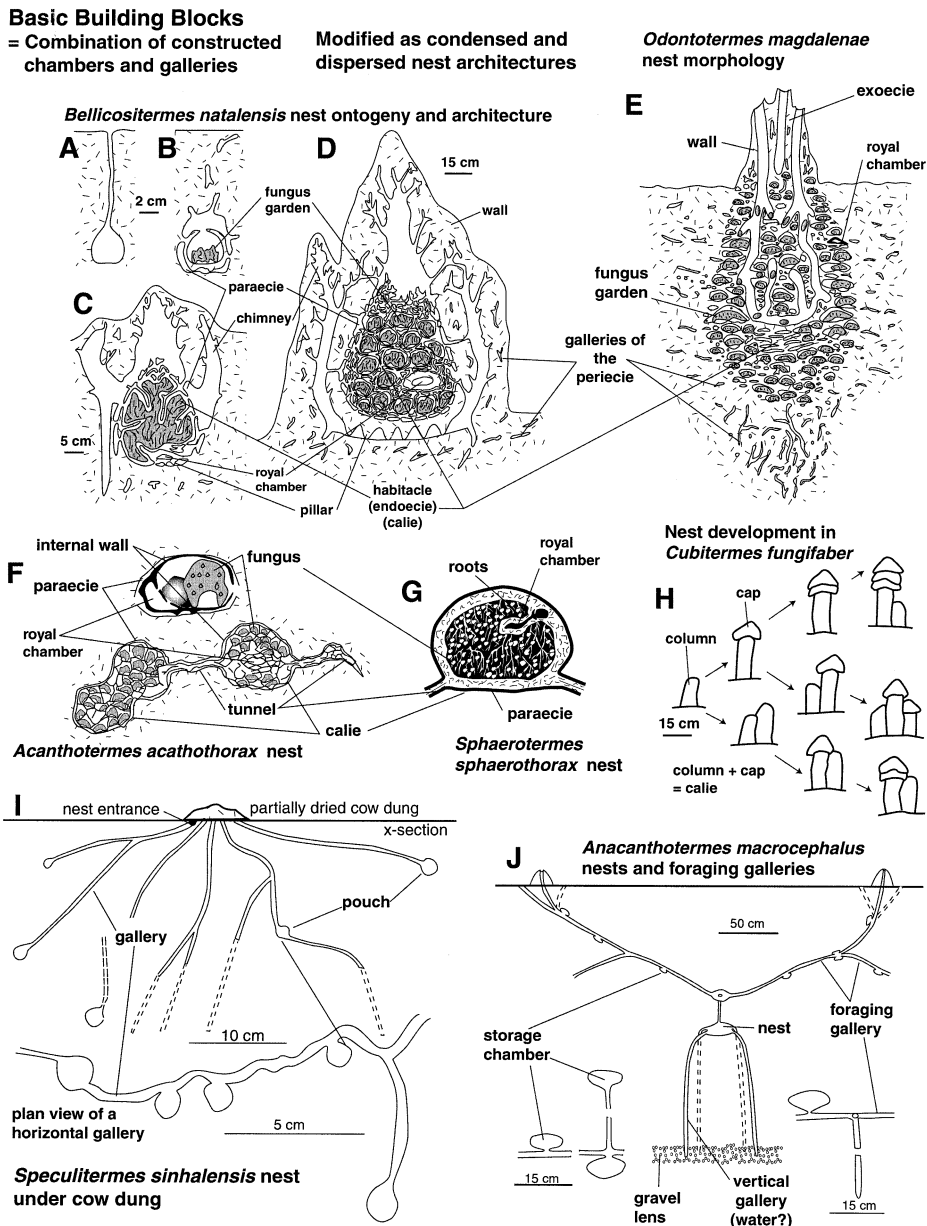 Basic Building Blocks
= Combination of constructed
chambers and galleries
Modified as condensed and
dispersed nest architectures
Odontotermes magdalenae
nest morphology
Bellicositermes natalensis nest ontogeny and architecture
A
B
2 cm
C
5 cm
D
15 cm
fungus
garden
wall
paraecie
chimney
royal
chamber
pillar
habitacle
(endoecie)
(calie)
galleries of
the
periecie
E
exoecie
wall
royal
chamber
fungus
garden
F
internal wall
fungus
paraecie
royal
chamber
tunnel
calie
Acanthotermes acathothorax nest
G
roots
royal
chamber
paraecie
Sphaerotermes
sphaerothorax nest
Nest development in
Cubitermes fungifaber
H
cap
column
15 cm
column + cap
= calie
I
nest entrance
partially dried cow dung
x-section
pouch
gallery
10 cm
plan view of a
horizontal gallery
5 cm
Speculitermes sinhalensis nest
under cow dung
J
Anacanthotermes macrocephalus
nests and foraging galleries
50 cm
storage
chamber
nest
foraging
gallery
15 cm
gravel
lens
vertical
gallery
(water?)
15 cm